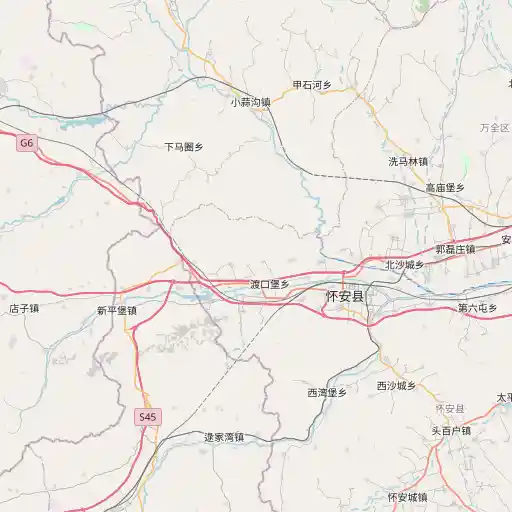 申石河乡
小蒜沟镇
万全区
G6
下马圈乡
洗马林镇
高庙堡乡
安
郭磊庄镇
北沙城乡
渡口堡乡
怀安县
店子镇
新平堡镇
第六屯乡
西沙城乡
西湾堡乡
太平
怀安县
S45
头百户镇
逯家湾镇
怀安城镇